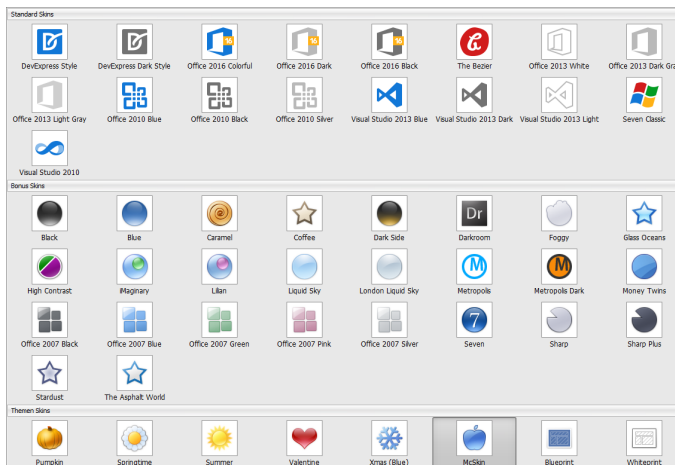 Standard Skins
DevExpress Style DevExpress Dark Style Office 2016 Colorful Office 2016 Dark Office 2016 Black The Bezier Office 2013 White Office 2013 Dark Gra
16 16 16
Office 2013 Light Gray Office 2010 Blue Office 2010 Black Office 2010 Silver Visual Studio 2013 Blue Visual Studio 2013 Dark Visual Studio 2013 Light Seven Classic
Visual Studio 2010
Bonus Skins
Dr
Black Blue Caramel Coffee Dark Side Darkroom Foggy Glass Oceans
M M
High Contrast iMaginary Lilian Liquid Sky London Liquid Sky Metropolis Metropolis Dark Money Twins
7
Office 2007 Black Office 2007 Blue Office 2007 Green Office 2007 Pink Office 2007 Silver Seven Sharp Sharp Plus
Stardust The Asphalt World
Themen Skins
Pumpkin Springtime Summer Valentine Xmas (Blue) McSkin Blueprint Whiteprint